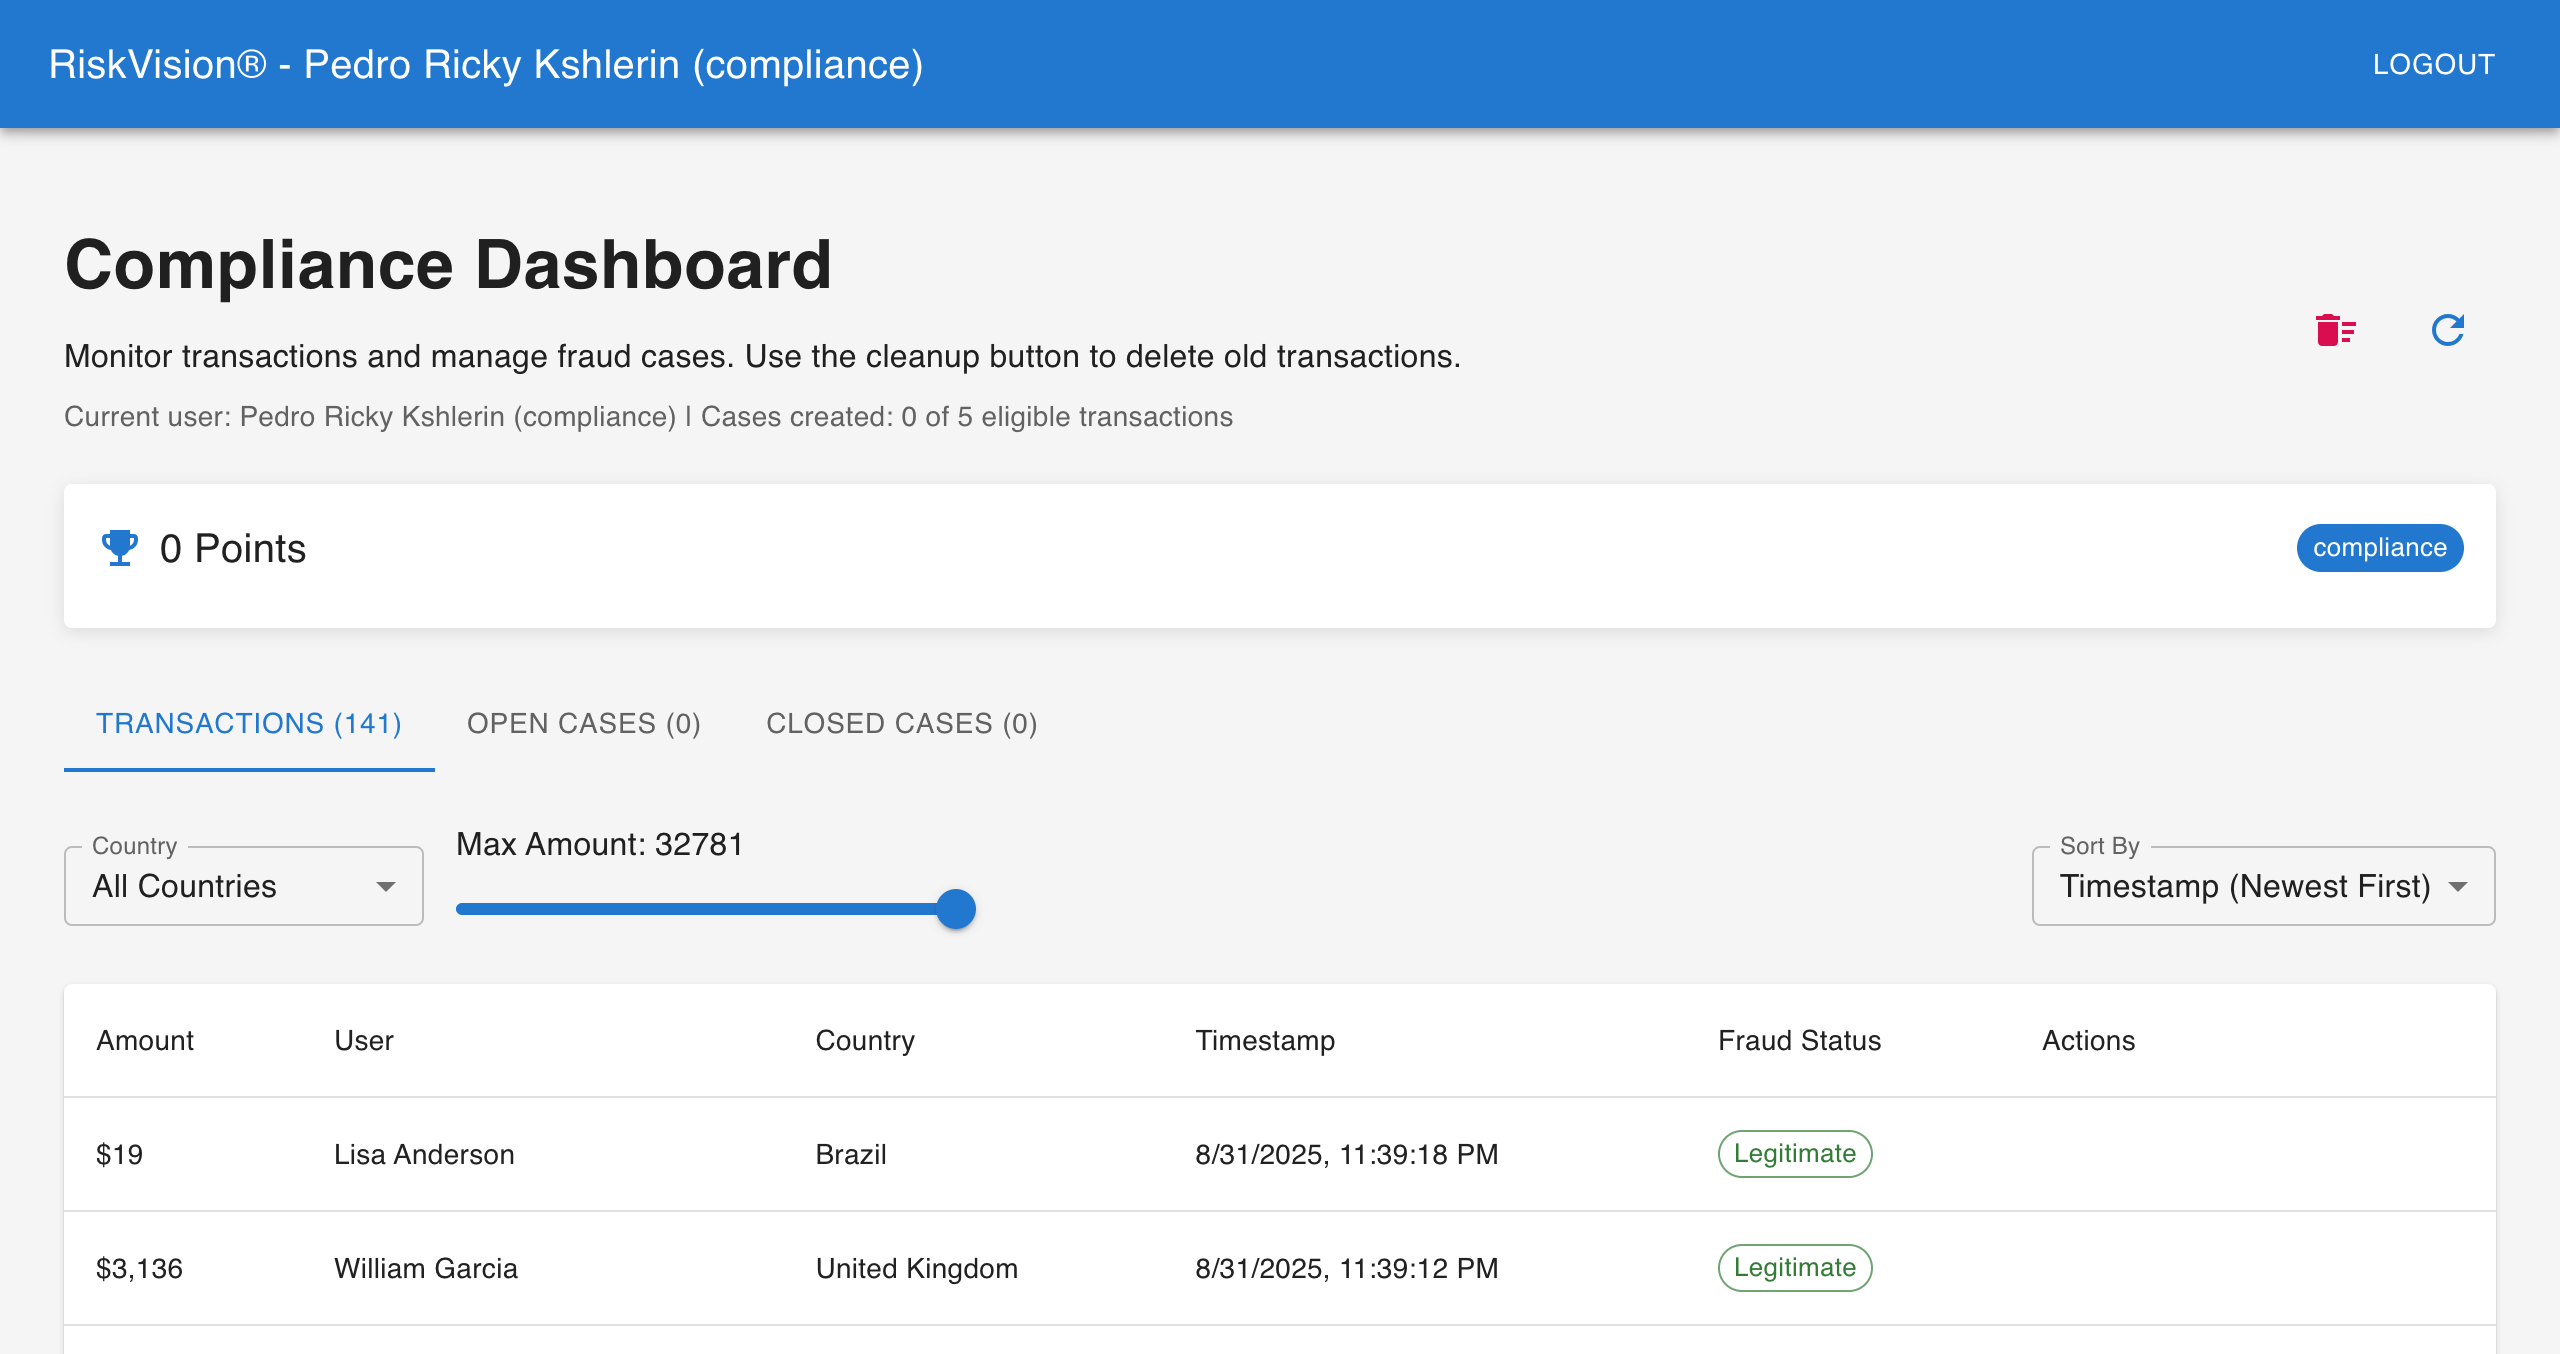 RiskVision® - Pedro Ricky Kshlerin (compliance)
LOGOUT
Compliance Dashboard
Monitor transactions and manage fraud cases. Use the cleanup button to delete old transactions.
Current user: Pedro Ricky Kshlerin (compliance) | Cases created: 0 of 5 eligible transactions
0 Points
compliance
TRANSACTIONS (141) OPEN CASES (0) CLOSED CASES (0)
Country
All Countries
Max Amount: 32781
Sort By
Timestamp (Newest First)
Amount User Country Timestamp Fraud Status Actions
$19 Lisa Anderson Brazil 8/31/2025, 11:39:18 PM Legitimate
$3,136 William Garcia United Kingdom 8/31/2025, 11:39:12 PM Legitimate